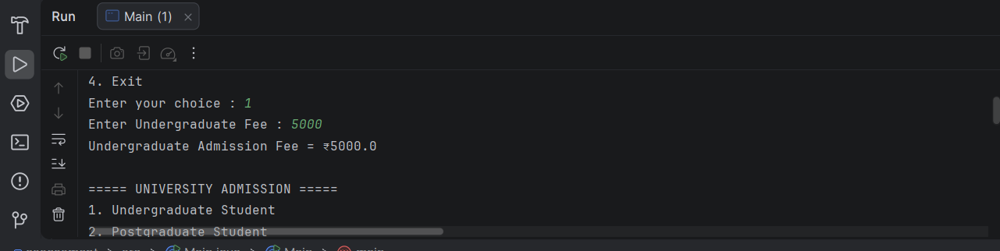 Run
Main (1)
4. Exit
Enter your choice : 1
Enter Undergraduate Fee : 5000
Undergraduate Admission Fee = ₹5000.0
===== UNIVERSITY ADMISSION =====
1. Undergraduate Student
2. Postgraduate Student